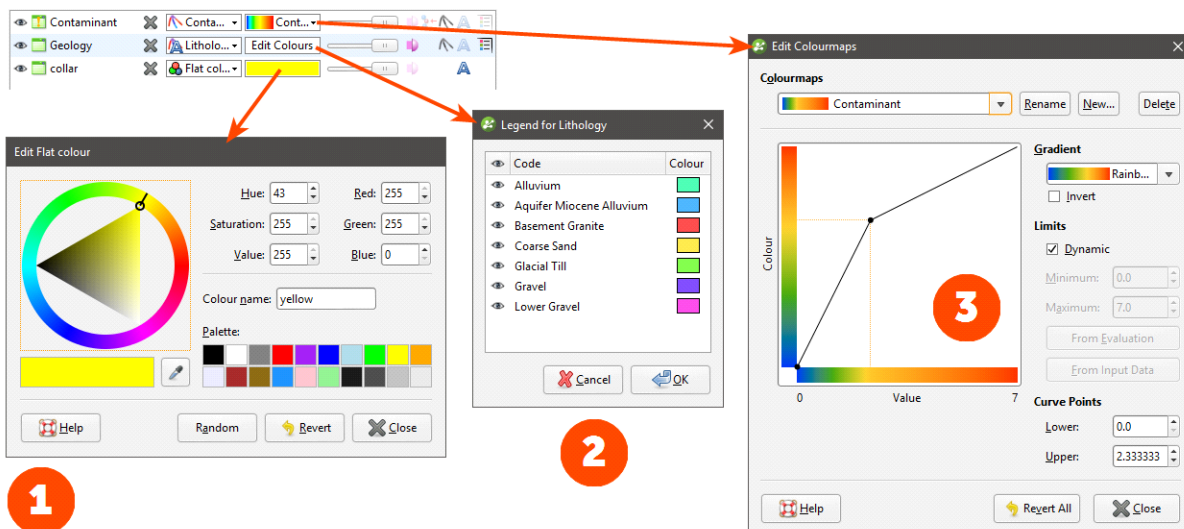 Contaminant Conta... Cont...
Geology Litholo... Edit Colours
collar Flat col...
Edit Flat colour
Hue: 43 Red: 255
Saturation: 255 Green: 255
Value: 255 Blue: 0
Colour name: yellow
Palette:
Help Random Revert Close
1
Legend for Lithology
Code Colour
Alluvium
Aquifer Miocene Alluvium
Basement Granite
Coarse Sand
Glacial Till
Gravel
Lower Gravel
Cancel OK
2
Edit Colourmaps
Colourmaps
Contaminant Rename New... Delete
Colour
0 Value 7
3
Gradient
Rainb...
Invert
Limits
Dynamic
Minimum: 0.0
Maximum: 7.0
From Evaluation
From Input Data
Curve Points
Lower: 0.0
Upper: 2.333333
Help Revert All Close